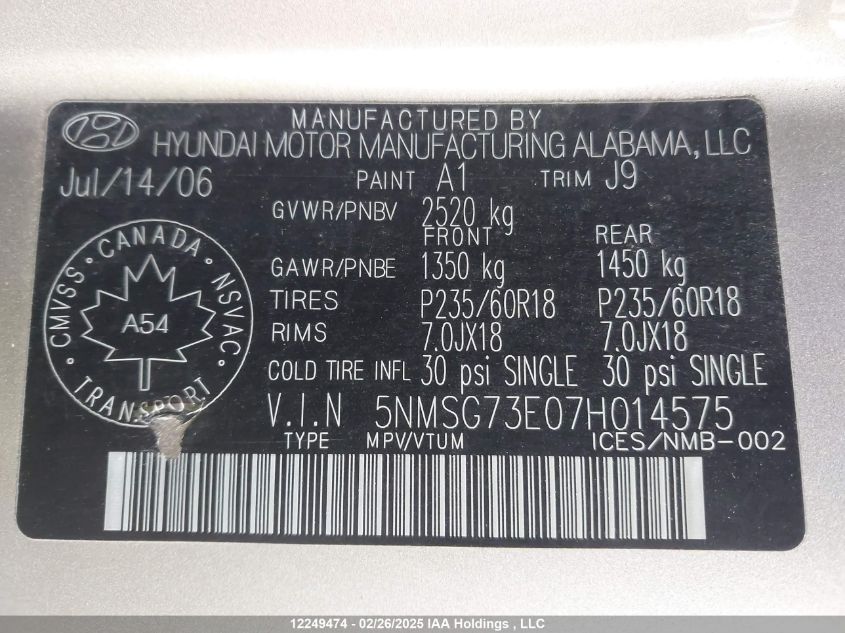 MANUFACTURED BY
HYUNDAI MOTOR MANUFACTURING ALABAMA, LLC
Jul/14/06 PAINT A1 TRIM J9
GVWR/PNBV 2520 kg
FRONT REAR
GAWR/PNBE 1350 kg 1450 kg
TIRES P235/60R18 P235/60R18
RIMS 7.0JX18 7.0JX18
COLD TIRE INFL 30 psi SINGLE 30 psi SINGLE
CMVSS • CANADA • NSVAC • TRANSPORT •
A54
V.I.N 5NMSG73E07H014575
TYPE MPV/VTUM ICES/NMB-002
12249474 - 02/26/2025 IAA Holdings , LLC